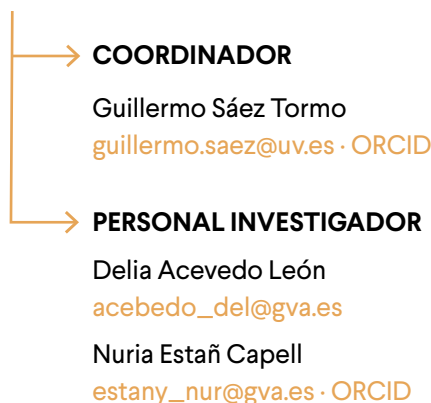 COORDINADOR
Guillermo Sáez Tormo
guillermo.saez@uv.es · ORCID
PERSONAL INVESTIGADOR
Delia Acevedo León
acebedo_del@gva.es
Nuria Estañ Capell
estany_nur@gva.es · ORCID